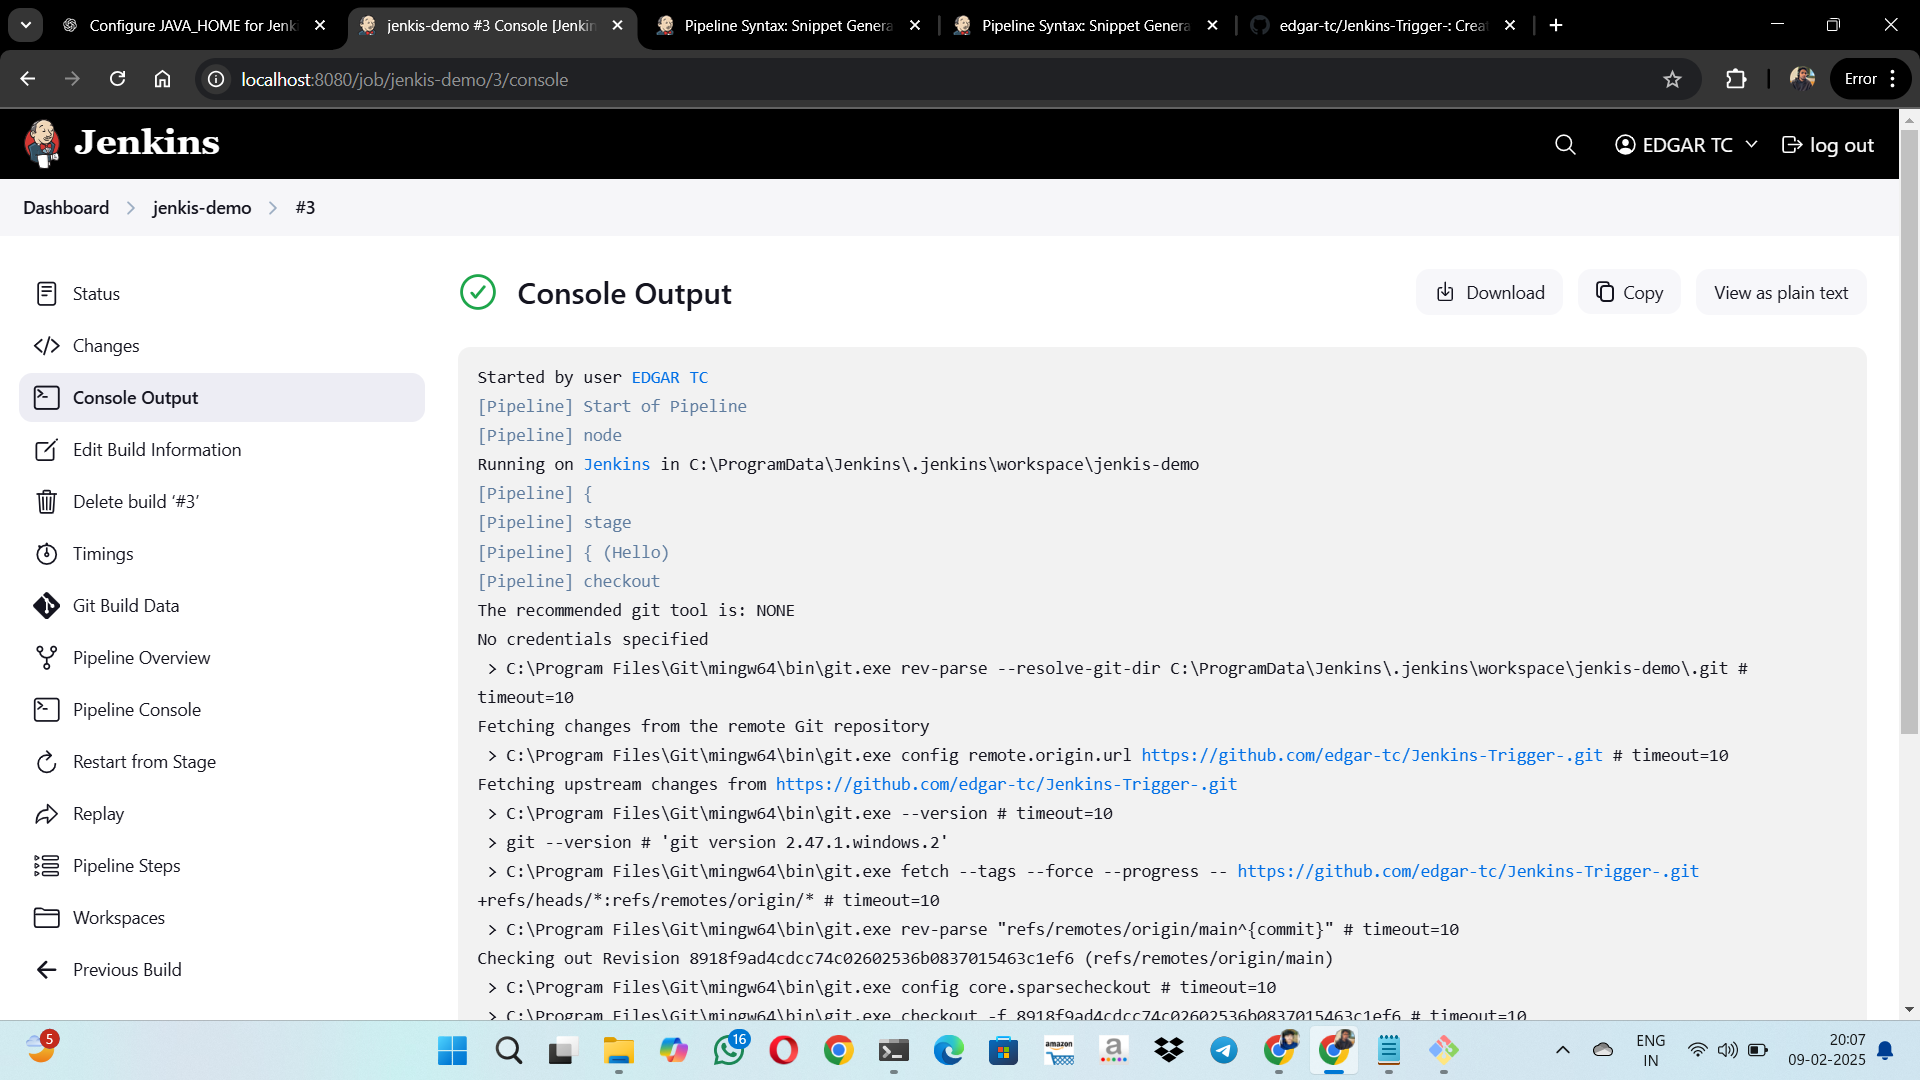 Configure JAVA_HOME for Jenki
jenkis-demo #3 Console [Jenkin
Pipeline Syntax: Snippet Genera
Pipeline Syntax: Snippet Genera
edgar-tc/Jenkins-Trigger-: Creat
localhost:8080/job/jenkis-demo/3/console
Error
Jenkins
EDGAR TC
log out
Dashboard
jenkis-demo
#3
Status
Changes
Console Output
Edit Build Information
Delete build ‘#3’
Timings
Git Build Data
Pipeline Overview
Pipeline Console
Restart from Stage
Replay
Pipeline Steps
Workspaces
Previous Build
Console Output
Download
Copy
View as plain text
Started by user EDGAR TC
[Pipeline] Start of Pipeline
[Pipeline] node
Running on Jenkins in C:\ProgramData\Jenkins\.jenkins\workspace\jenkis-demo
[Pipeline] {
[Pipeline] stage
[Pipeline] { (Hello)
[Pipeline] checkout
The recommended git tool is: NONE
No credentials specified
> C:\Program Files\Git\mingw64\bin\git.exe rev-parse --resolve-git-dir C:\ProgramData\Jenkins\.jenkins\workspace\jenkis-demo\.git #
timeout=10
Fetching changes from the remote Git repository
> C:\Program Files\Git\mingw64\bin\git.exe config remote.origin.url https://github.com/edgar-tc/Jenkins-Trigger-.git # timeout=10
Fetching upstream changes from https://github.com/edgar-tc/Jenkins-Trigger-.git
> C:\Program Files\Git\mingw64\bin\git.exe --version # timeout=10
> git --version # 'git version 2.47.1.windows.2'
> C:\Program Files\Git\mingw64\bin\git.exe fetch --tags --force --progress -- https://github.com/edgar-tc/Jenkins-Trigger-.git
+refs/heads/*:refs/remotes/origin/* # timeout=10
> C:\Program Files\Git\mingw64\bin\git.exe rev-parse "refs/remotes/origin/main^{commit}" # timeout=10
Checking out Revision 8918f9ad4cdcc74c02602536b0837015463c1ef6 (refs/remotes/origin/main)
> C:\Program Files\Git\mingw64\bin\git.exe config core.sparsecheckout # timeout=10
> C:\Program Files\Git\mingw64\bin\git.exe checkout -f 8918f9ad4cdcc74c02602536b0837015463c1ef6 # timeout=10
5
16
amazon
a
ENG
IN
20:07
09-02-2025